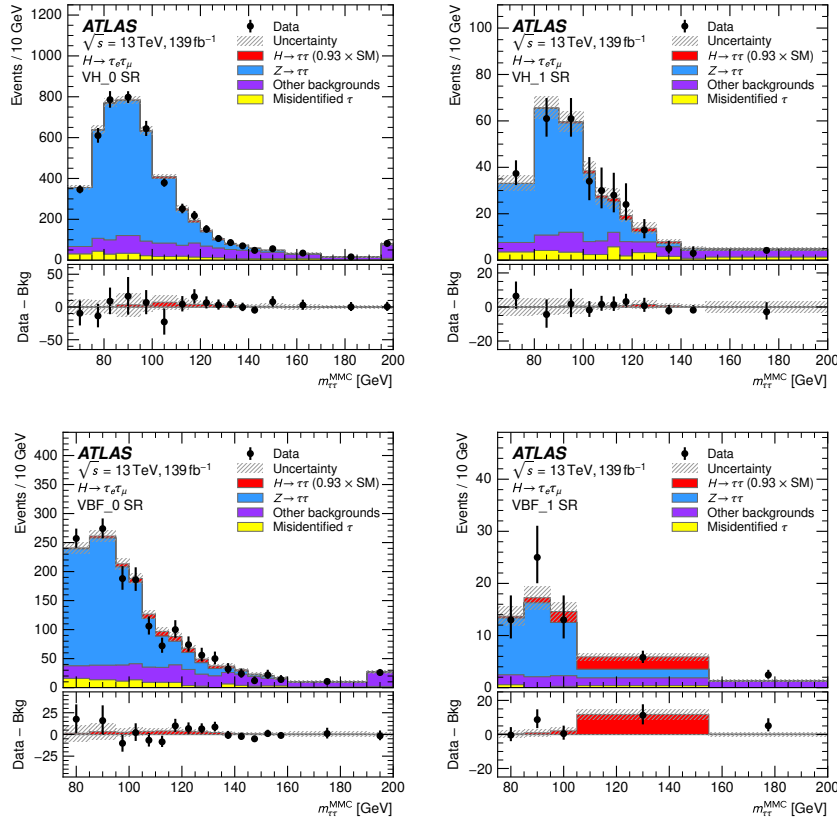 Events / 10 GeV
ATLAS
√s = 13 TeV, 139 fb⁻¹
H→τₑτμ
VH_0 SR
Data
Uncertainty
H→ττ (0.93 × SM)
Z→ττ
Other backgrounds
Misidentified τ
1200
1000
800
600
400
200
0
Data − Bkg
50
0
−50
80 100 120 140 160 180 200
m_ττ^MMC [GeV]
Events / 10 GeV
ATLAS
√s = 13 TeV, 139 fb⁻¹
H→τₑτμ
VH_1 SR
Data
Uncertainty
H→ττ (0.93 × SM)
Z→ττ
Other backgrounds
Misidentified τ
100
80
60
40
20
0
Data − Bkg
20
0
−20
80 100 120 140 160 180 200
m_ττ^MMC [GeV]
Events / 10 GeV
ATLAS
√s = 13 TeV, 139 fb⁻¹
H→τₑτμ
VBF_0 SR
Data
Uncertainty
H→ττ (0.93 × SM)
Z→ττ
Other backgrounds
Misidentified τ
400
350
300
250
200
150
100
50
0
Data − Bkg
25
0
−25
80 100 120 140 160 180 200
m_ττ^MMC [GeV]
Events / 10 GeV
ATLAS
√s = 13 TeV, 139 fb⁻¹
H→τₑτμ
VBF_1 SR
Data
Uncertainty
H→ττ (0.93 × SM)
Z→ττ
Other backgrounds
Misidentified τ
40
30
20
10
0
Data − Bkg
20
0
−20
80 100 120 140 160 180 200
m_ττ^MMC [GeV]